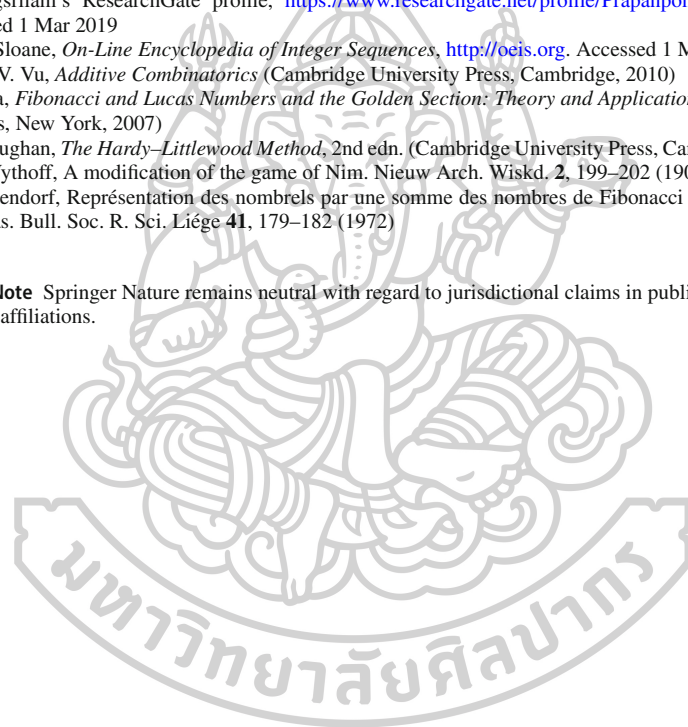 profile, https://www.researchgate.net/profile/Prapanpo
ed 1 Mar 2019
Sloane, On-Line Encyclopedia of Integer Sequences, http://oeis.org. Accessed 1 M
V. Vu, Additive Combinatorics (Cambridge University Press, Cambridge, 2010)
a, Fibonacci and Lucas Numbers and the Golden Section: Theory and Application
s, New York, 2007)
ughan, The Hardy–Littlewood Method, 2nd edn. (Cambridge University Press, Ca
ythoff, A modification of the game of Nim. Nieuw Arch. Wiskd. 2, 199–202 (190
endorf, Représentation des nombrels par une somme des nombres de Fibonacci
s. Bull. Soc. R. Sci. Liége 41, 179–182 (1972)
Note Springer Nature remains neutral with regard to jurisdictional claims in publi
affiliations.
มหาวิทยาลัยศิลปากร